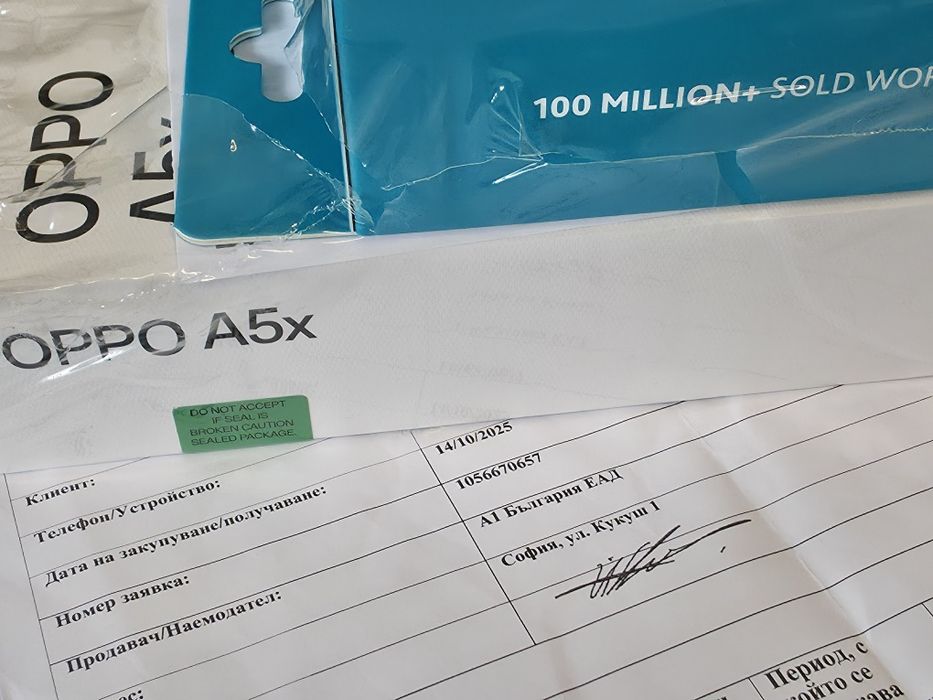 OPPO
A5x
100 MILLION+ SOLD
OPPO A5x
DO NOT ACCEPT
IF SEAL IS
BROKEN CAUTION
SEALED PACKAGE.
Клиент:
Телефон/Устройство:
Дата на закупуване/получаване: 14/10/2025
Номер заявка: 1056670657
Продавач/Наемодател: А1 България ЕАД
София, ул. Кукуш 1
Период, с
който се